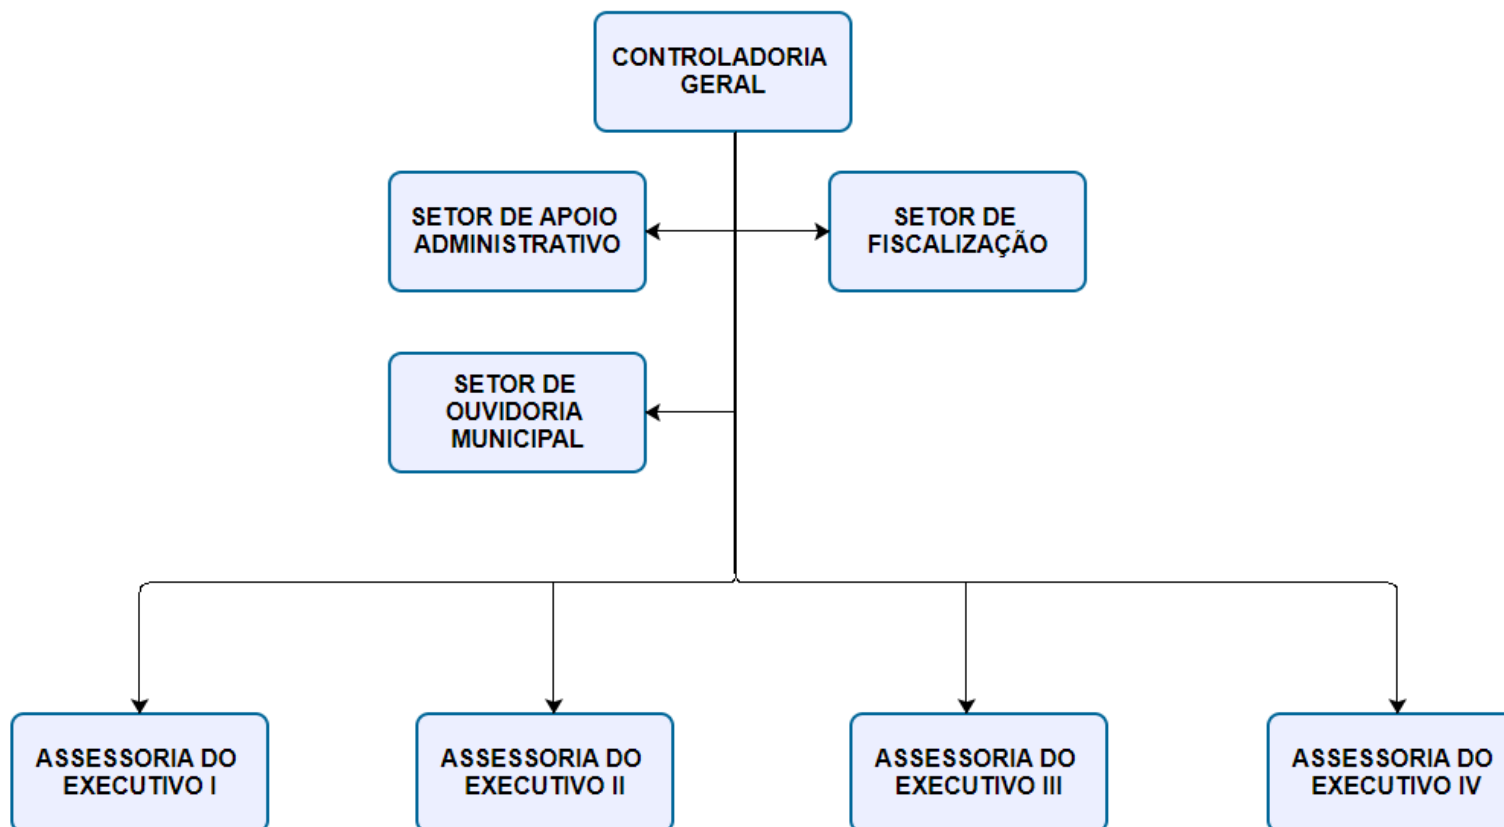 CONTROLADORIA
GERAL
SETOR DE APOIO
ADMINISTRATIVO
SETOR DE
FISCALIZAÇÃO
SETOR DE
OUVIDORIA
MUNICIPAL
ASSESSORIA DO
EXECUTIVO I
ASSESSORIA DO
EXECUTIVO II
ASSESSORIA DO
EXECUTIVO III
ASSESSORIA DO
EXECUTIVO IV